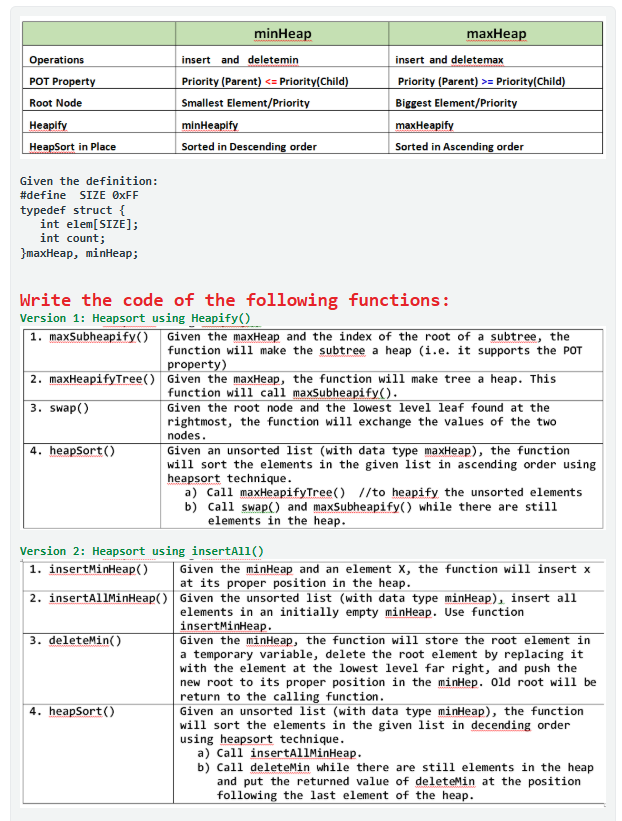 minHeap maxHeap
Operations insert and deletemin insert and deletemax
POT Property Priority (Parent) <= Priority(Child) Priority (Parent) >= Priority(Child)
Root Node Smallest Element/Priority Biggest Element/Priority
Heapify minHeapify maxHeapify
HeapSort in Place Sorted in Descending order Sorted in Ascending order
Given the definition:
#define SIZE 0xFF
typedef struct {
int elem[SIZE];
int count;
}maxHeap, minHeap;
Write the code of the following functions:
Version 1: Heapsort using Heapify()
1. maxSubheapify() Given the maxHeap and the index of the root of a subtree, the
function will make the subtree a heap (i.e. it supports the POT
property)
2. maxHeapifyTree() Given the maxHeap, the function will make tree a heap. This
function will call maxSubheapify().
3. swap() Given the root node and the lowest level leaf found at the
rightmost, the function will exchange the values of the two
nodes.
4. heapSort() Given an unsorted list (with data type maxHeap), the function
will sort the elements in the given list in ascending order using
heapsort technique.
a) Call maxHeapifyTree() //to heapify the unsorted elements
b) Call swap() and maxSubheapify() while there are still
elements in the heap.
Version 2: Heapsort using insertAll()
1. insertMinHeap() Given the minHeap and an element X, the function will insert x
at its proper position in the heap.
2. insertAllMinHeap() Given the unsorted list (with data type minHeap), insert all
elements in an initially empty minHeap. Use function
insertMinHeap.
3. deleteMin() Given the minHeap, the function will store the root element in
a temporary variable, delete the root element by replacing it
with the element at the lowest level far right, and push the
new root to its proper position in the minHep. Old root will be
return to the calling function.
4. heapSort() Given an unsorted list (with data type minHeap), the function
will sort the elements in the given list in decending order
using heapsort technique.
a) Call insertAllMinHeap.
b) Call deleteMin while there are still elements in the heap
and put the returned value of deleteMin at the position
following the last element of the heap.